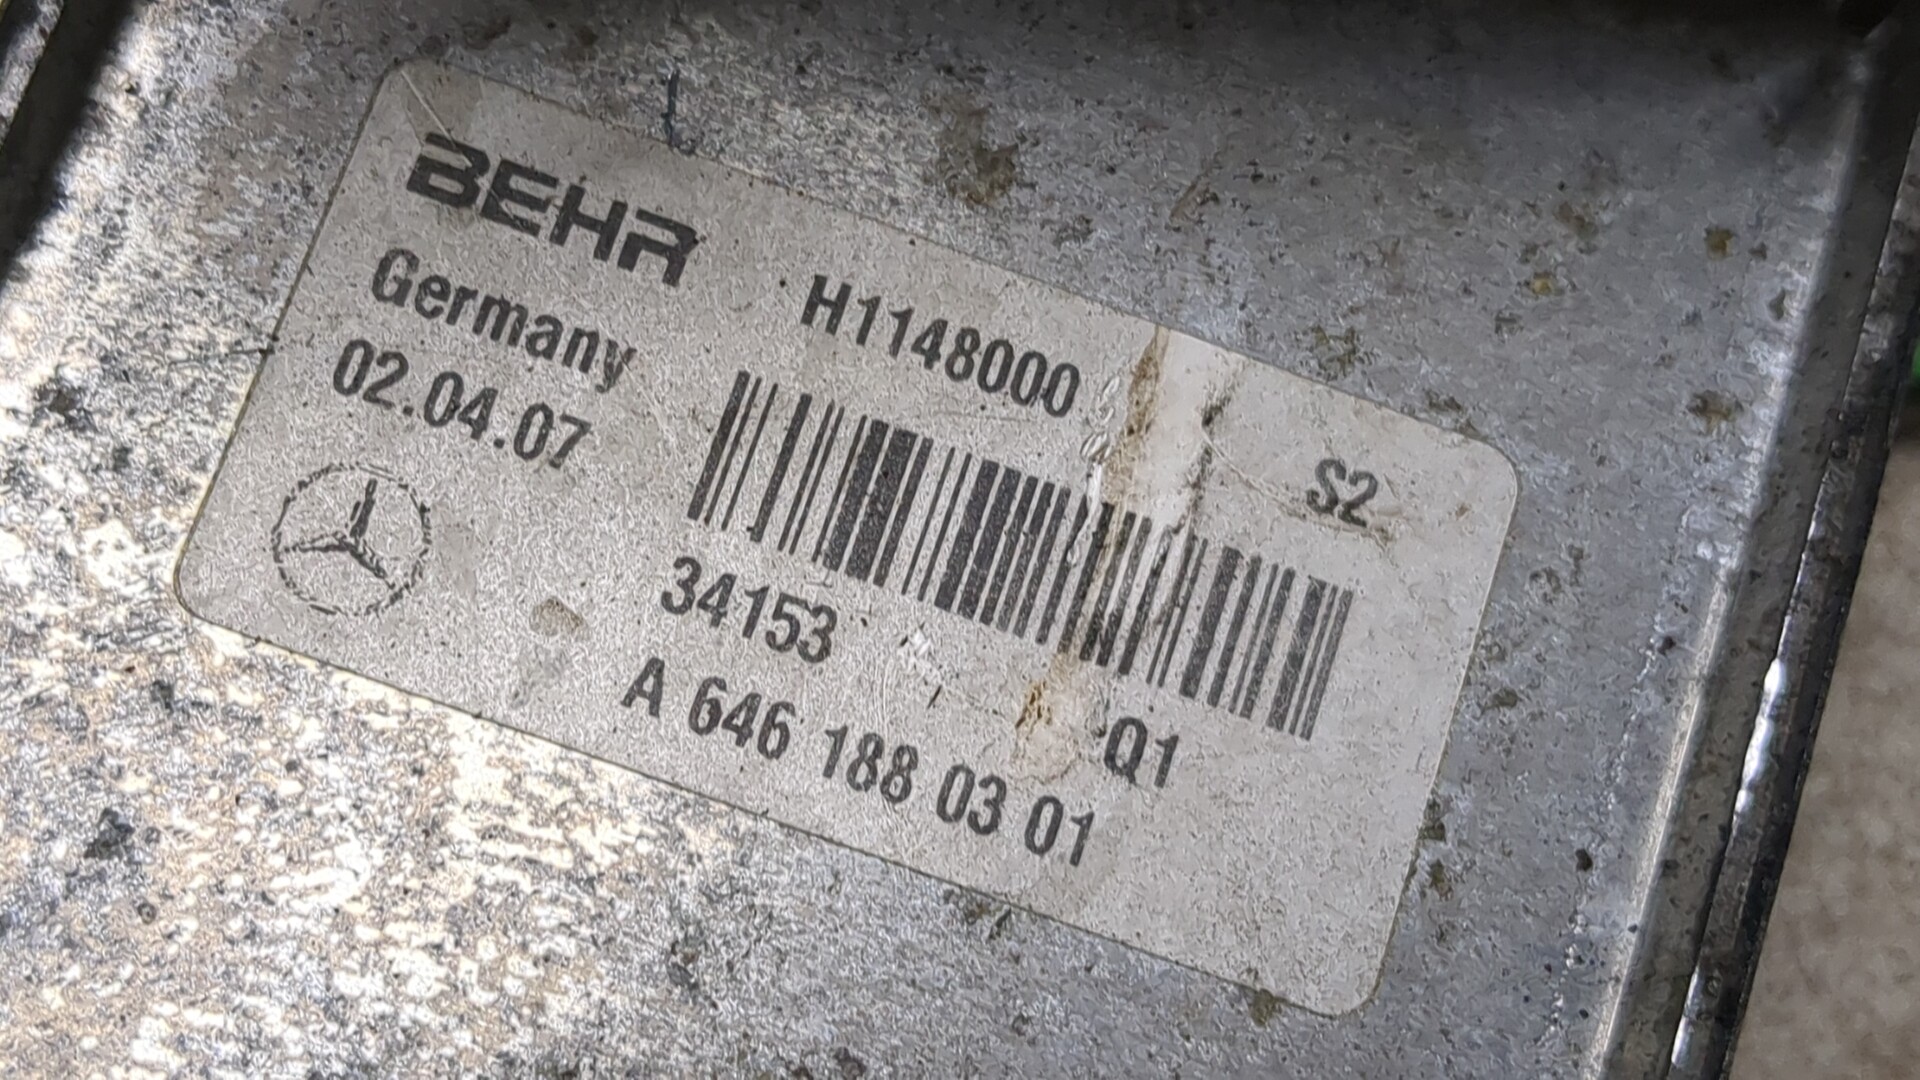 BEHR
Germany H1148000
02.04.07 S2
34153 Q1
A 646 188 03 01